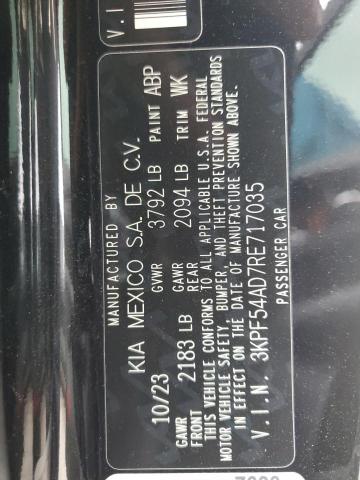 V.I
MANUFACTURED BY
KIA MEXICO S.A. DE C.V.
10/23 GVWR 3792 LB PAINT ABP
GAWR FRONT 2183 LB GAWR REAR 2094 LB TRIM WK
THIS VEHICLE CONFORMS TO ALL APPLICABLE U.S.A. FEDERAL
MOTOR VEHICLE SAFETY, BUMPER, AND THEFT PREVENTION STANDARDS
IN EFFECT ON THE DATE OF MANUFACTURE SHOWN ABOVE.
V.I.N. 3KPF54AD7RE717035
PASSENGER CAR